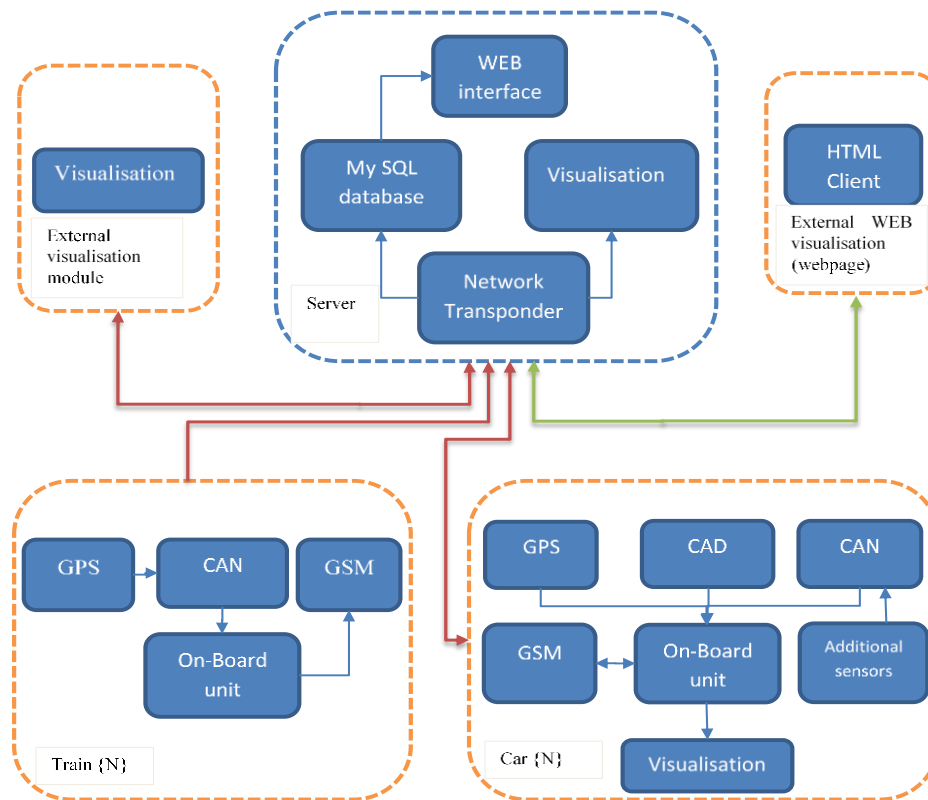 Visualisation
External
visualisation
module
WEB
interface
My SQL
database
Visualisation
Network
Transponder
Server
HTML
Client
External WEB
visualisation
(webpage)
GPS
CAN
GSM
On-Board
unit
Train {N}
GPS
CAD
CAN
GSM
On-Board
unit
Additional
sensors
Visualisation
Car {N}